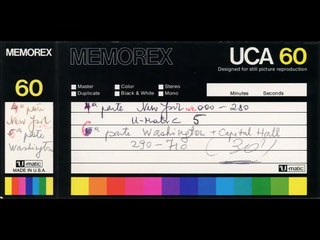 MEMOREX
60
4a parte
New York
5a parte
Washington
U-matic
MADE IN U.S.A.
MEMOREX
UCA 60
Designed for still picture reproduction
Master
Duplicate
Color
Black & White
Stereo
Mono
Minutes
Seconds
4a parte New York 000-280
U-matic 5
6a parte Washington + Capital Hall
290-710
(30')
U-matic